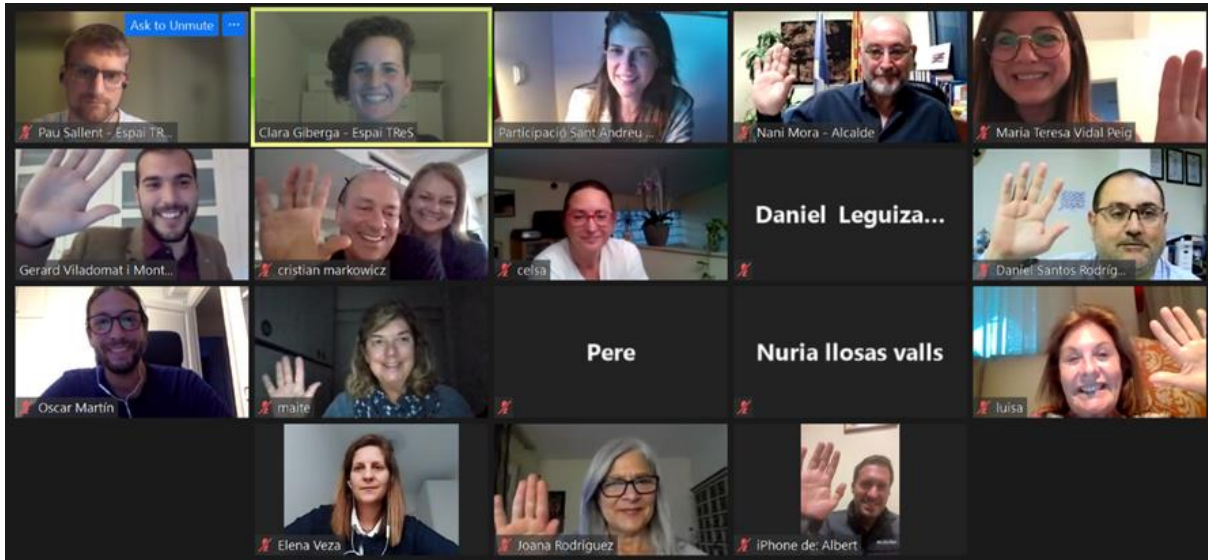 Ask to Unmute ...
Pau Sallent - Espai TR...
Clara Giberga - Espai TReS
Participació Sant Andreu ...
Nani Mora - Alcalde
Maria Teresa Vidal Peig
Gerard Viladomat i Mont...
cristian markowicz
celsa
Daniel Leguiza...
Daniel Santos Rodríg...
Oscar Martín
maite
Pere
Nuria llosas valls
luisa
Elena Veza
Joana Rodríguez
iPhone de: Albert